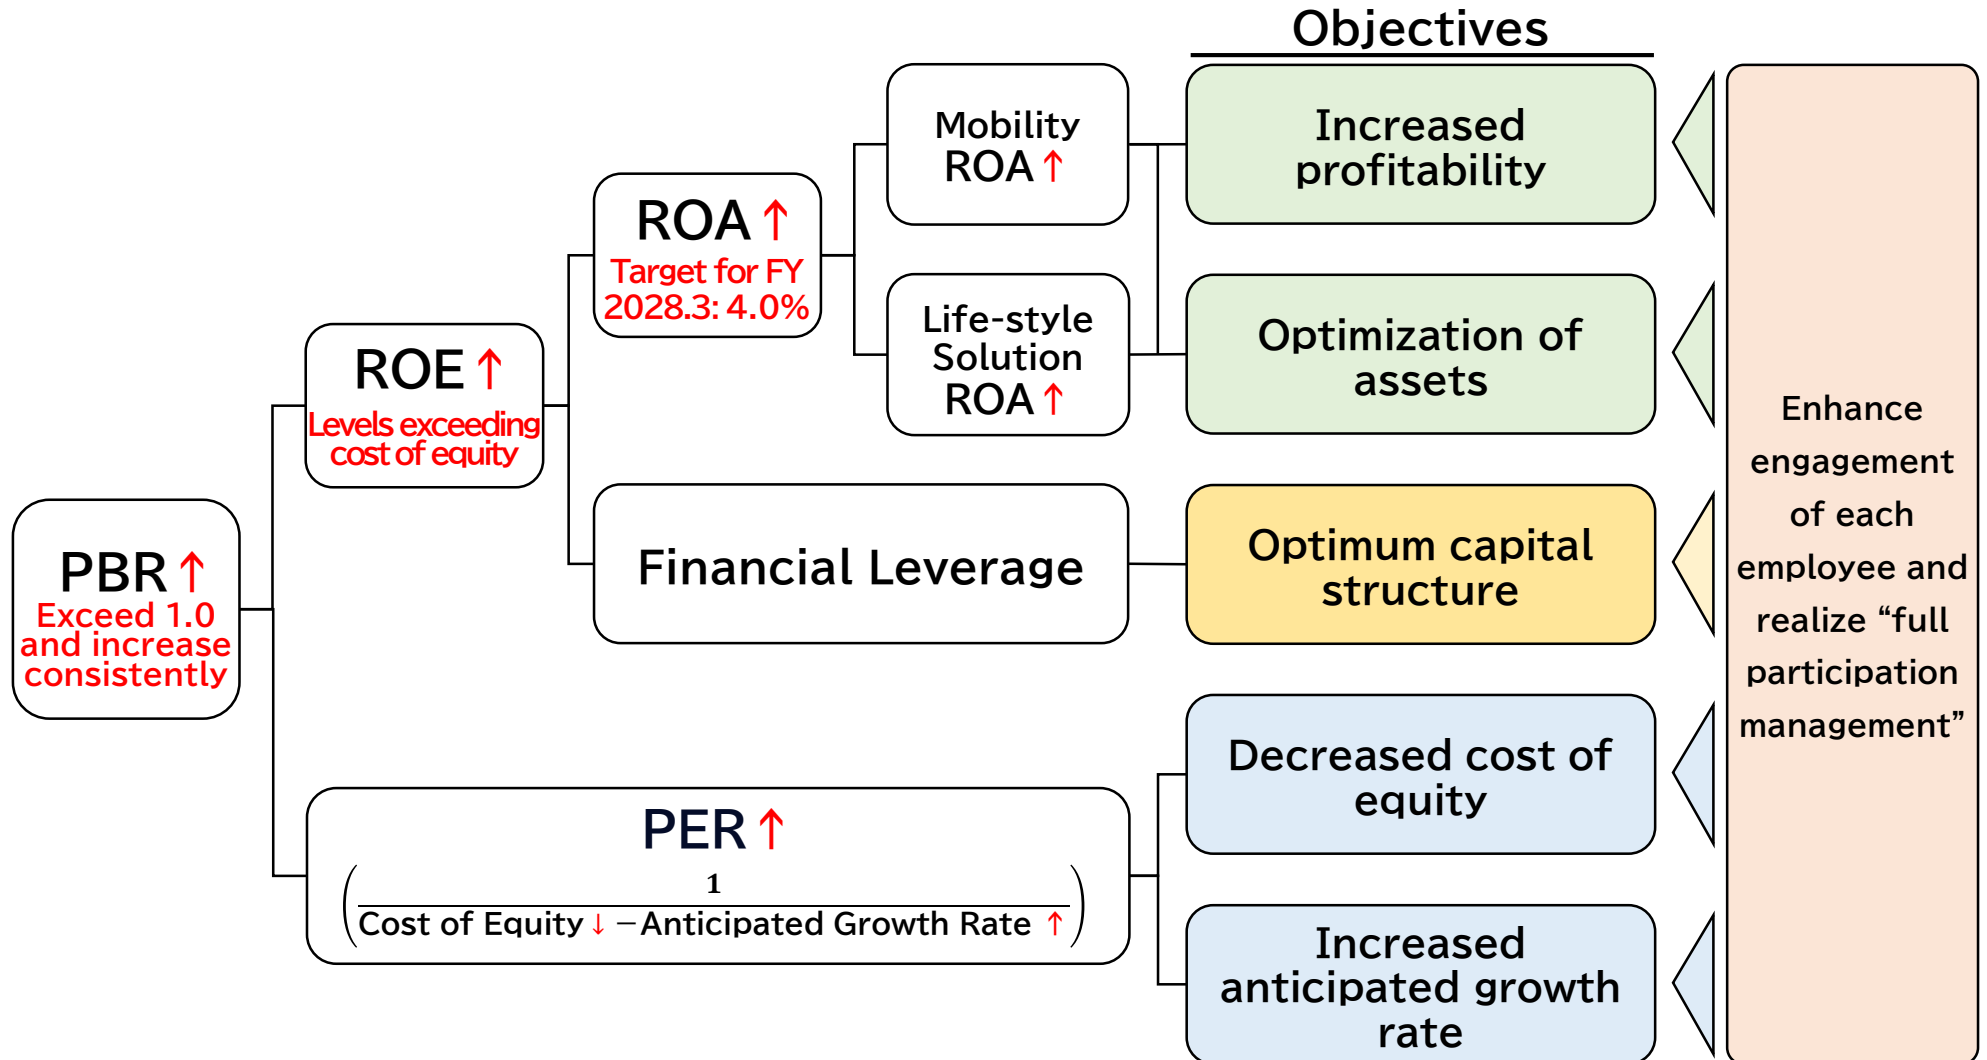 Objectives
PBR ↑
Exceed 1.0
and increase
consistently
ROE ↑
Levels exceeding
cost of equity
ROA ↑
Target for FY
2028.3: 4.0%
Mobility
ROA ↑
Life-style
Solution
ROA ↑
Financial Leverage
PER ↑
1
Cost of Equity ↓ −Anticipated Growth Rate ↑
Increased
profitability
Optimization of
assets
Optimum capital
structure
Decreased cost of
equity
Increased
anticipated growth
rate
Enhance
engagement
of each
employee and
realize “full
participation
management”